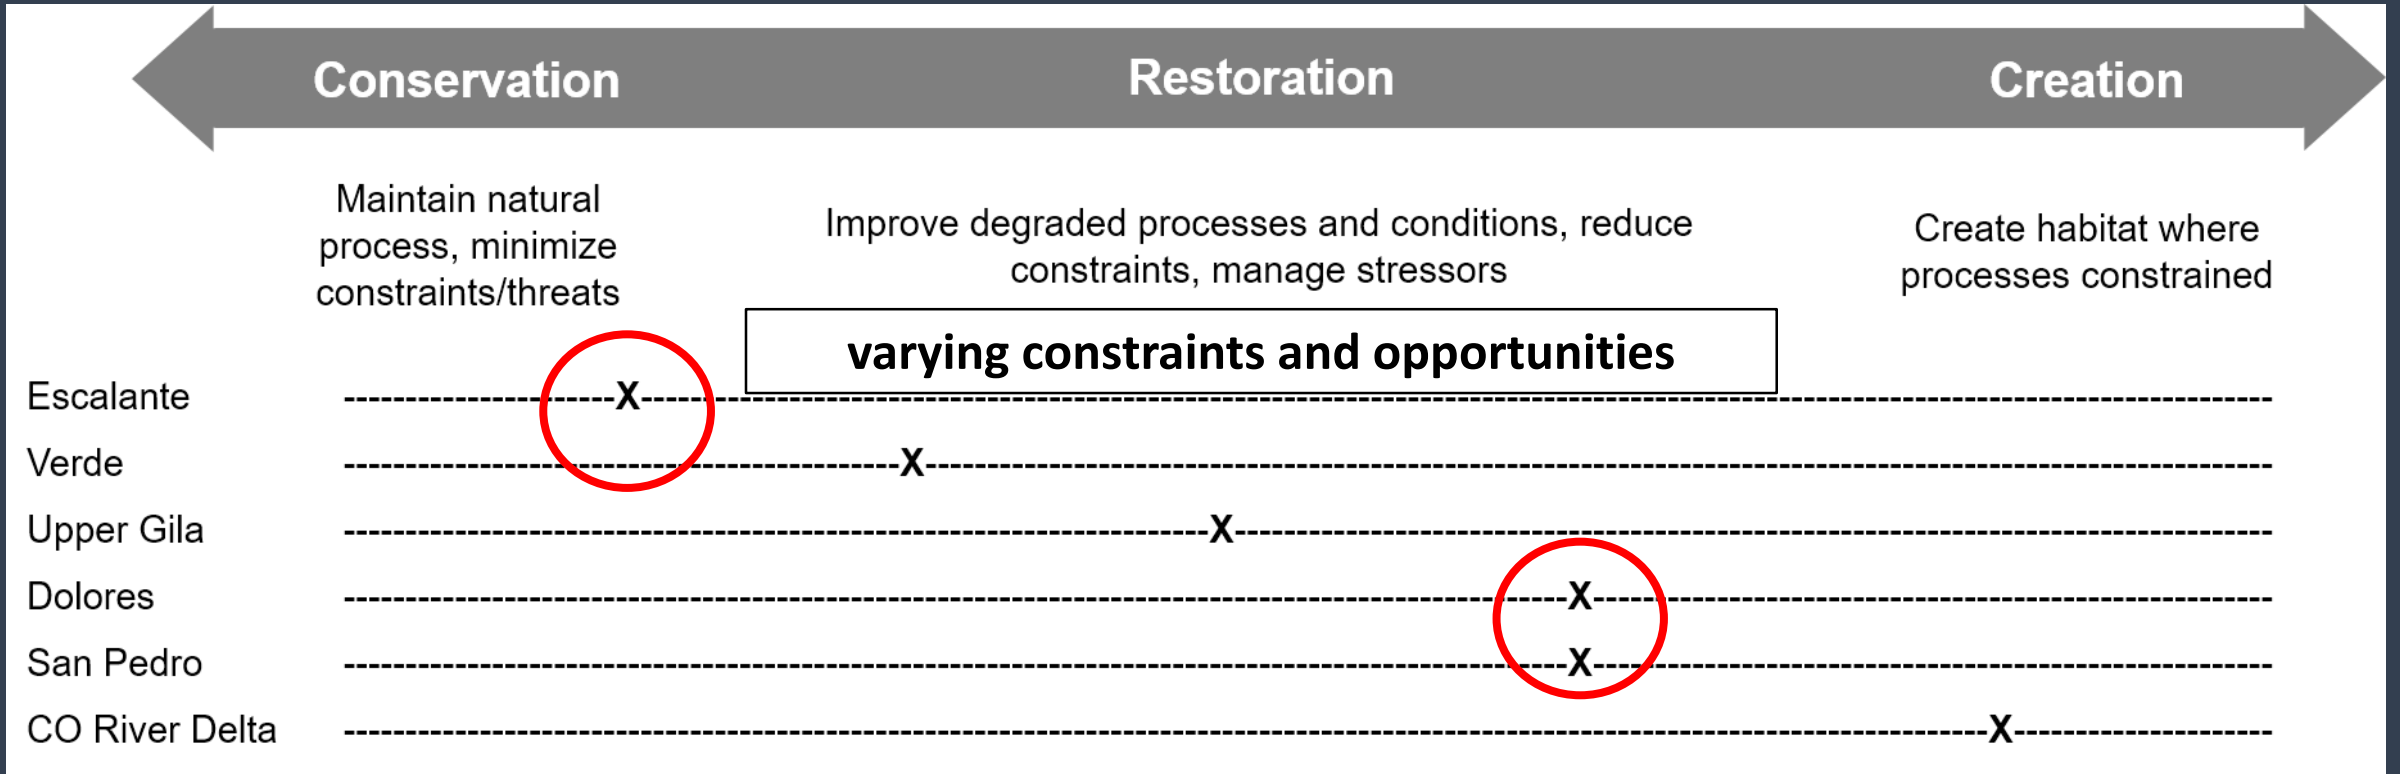 Conservation Restoration Creation
Maintain natural
process, minimize
constraints/threats
Improve degraded processes and conditions, reduce
constraints, manage stressors
Create habitat where
processes constrained
varying constraints and opportunities
Escalante X
Verde X
Upper Gila X
Dolores X
San Pedro X
CO River Delta X